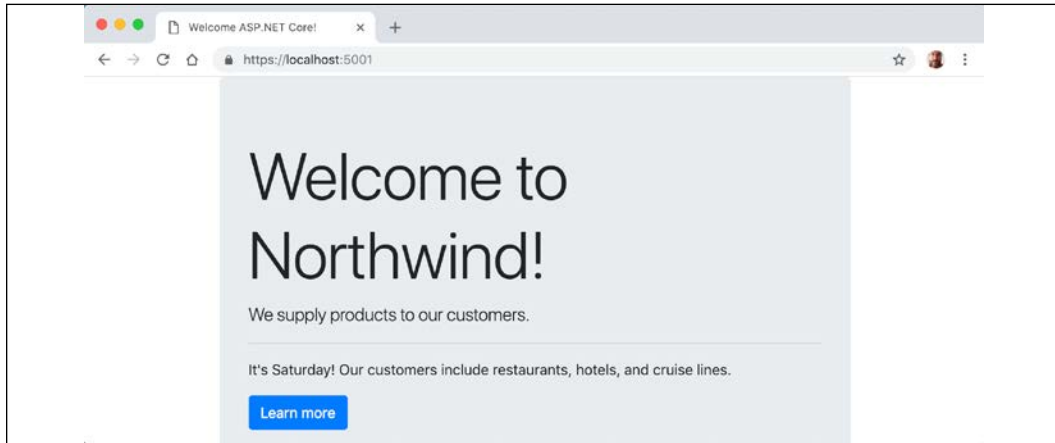 Welcome ASP.NET Core!
https://localhost:5001
Welcome to
Northwind!
We supply products to our customers.
It's Saturday! Our customers include restaurants, hotels, and cruise lines.
Learn more